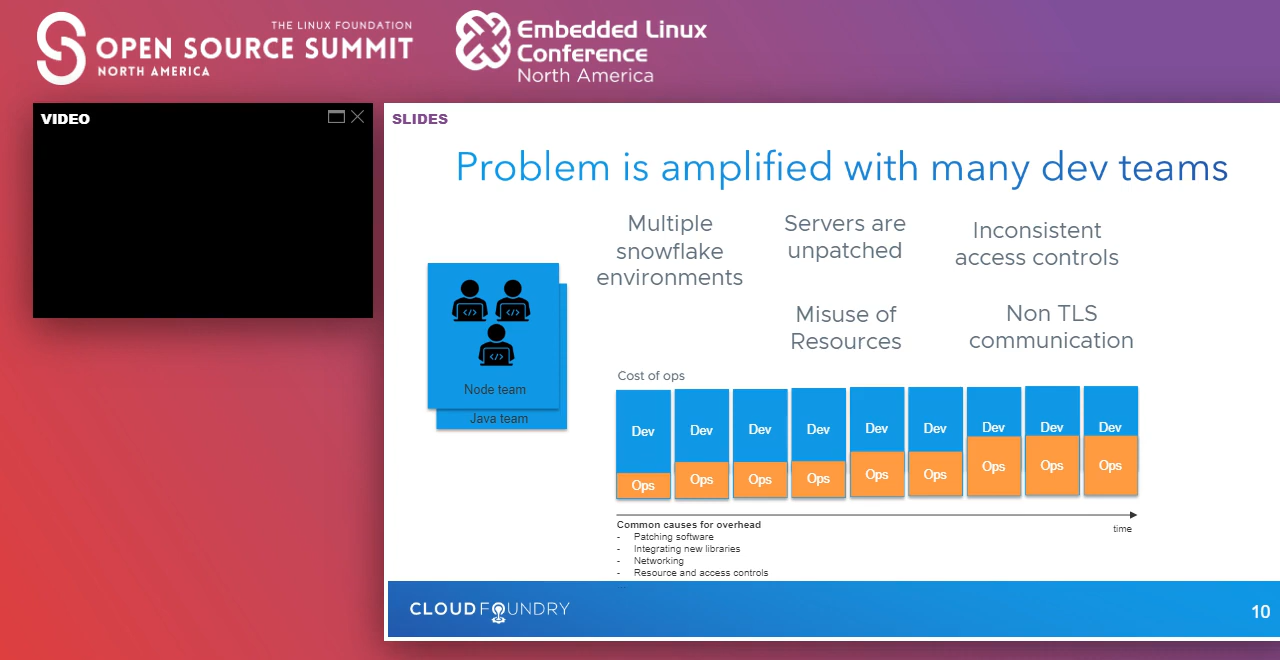 THE LINUX FOUNDATION
OPEN SOURCE SUMMIT
NORTH AMERICA
Embedded Linux
Conference
North America
VIDEO
SLIDES
Problem is amplified with many dev teams
Multiple
snowflake
environments
Servers are
unpatched
Inconsistent
access controls
Misuse of
Resources
Non TLS
communication
Node team
Java team
Cost of ops
Dev Dev Dev Dev Dev Dev Dev Dev Dev
Ops Ops Ops Ops Ops Ops Ops Ops Ops
time
Common causes for overhead
- Patching software
- Integrating new libraries
- Networking
- Resource and access controls
...
CLOUD FOUNDRY
10